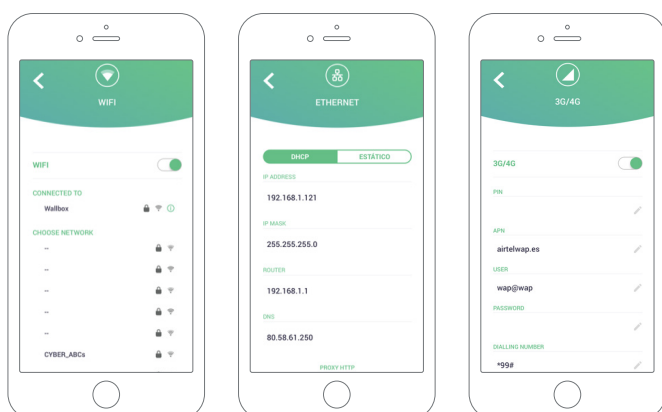 WIFI
WIFI
CONNECTED TO
Wallbox
CHOOSE NETWORK
--
--
--
--
--
CYBER_ABCs
ETHERNET
DHCP ESTÁTICO
IP ADDRESS
192.168.1.121
IP MASK
255.255.255.0
ROUTER
192.168.1.1
DNS
80.58.61.250
PROXY HTTP
3G/4G
3G/4G
PIN
APN
airtelwap.es
USER
wap@wap
PASSWORD
DIALLING NUMBER
*99#